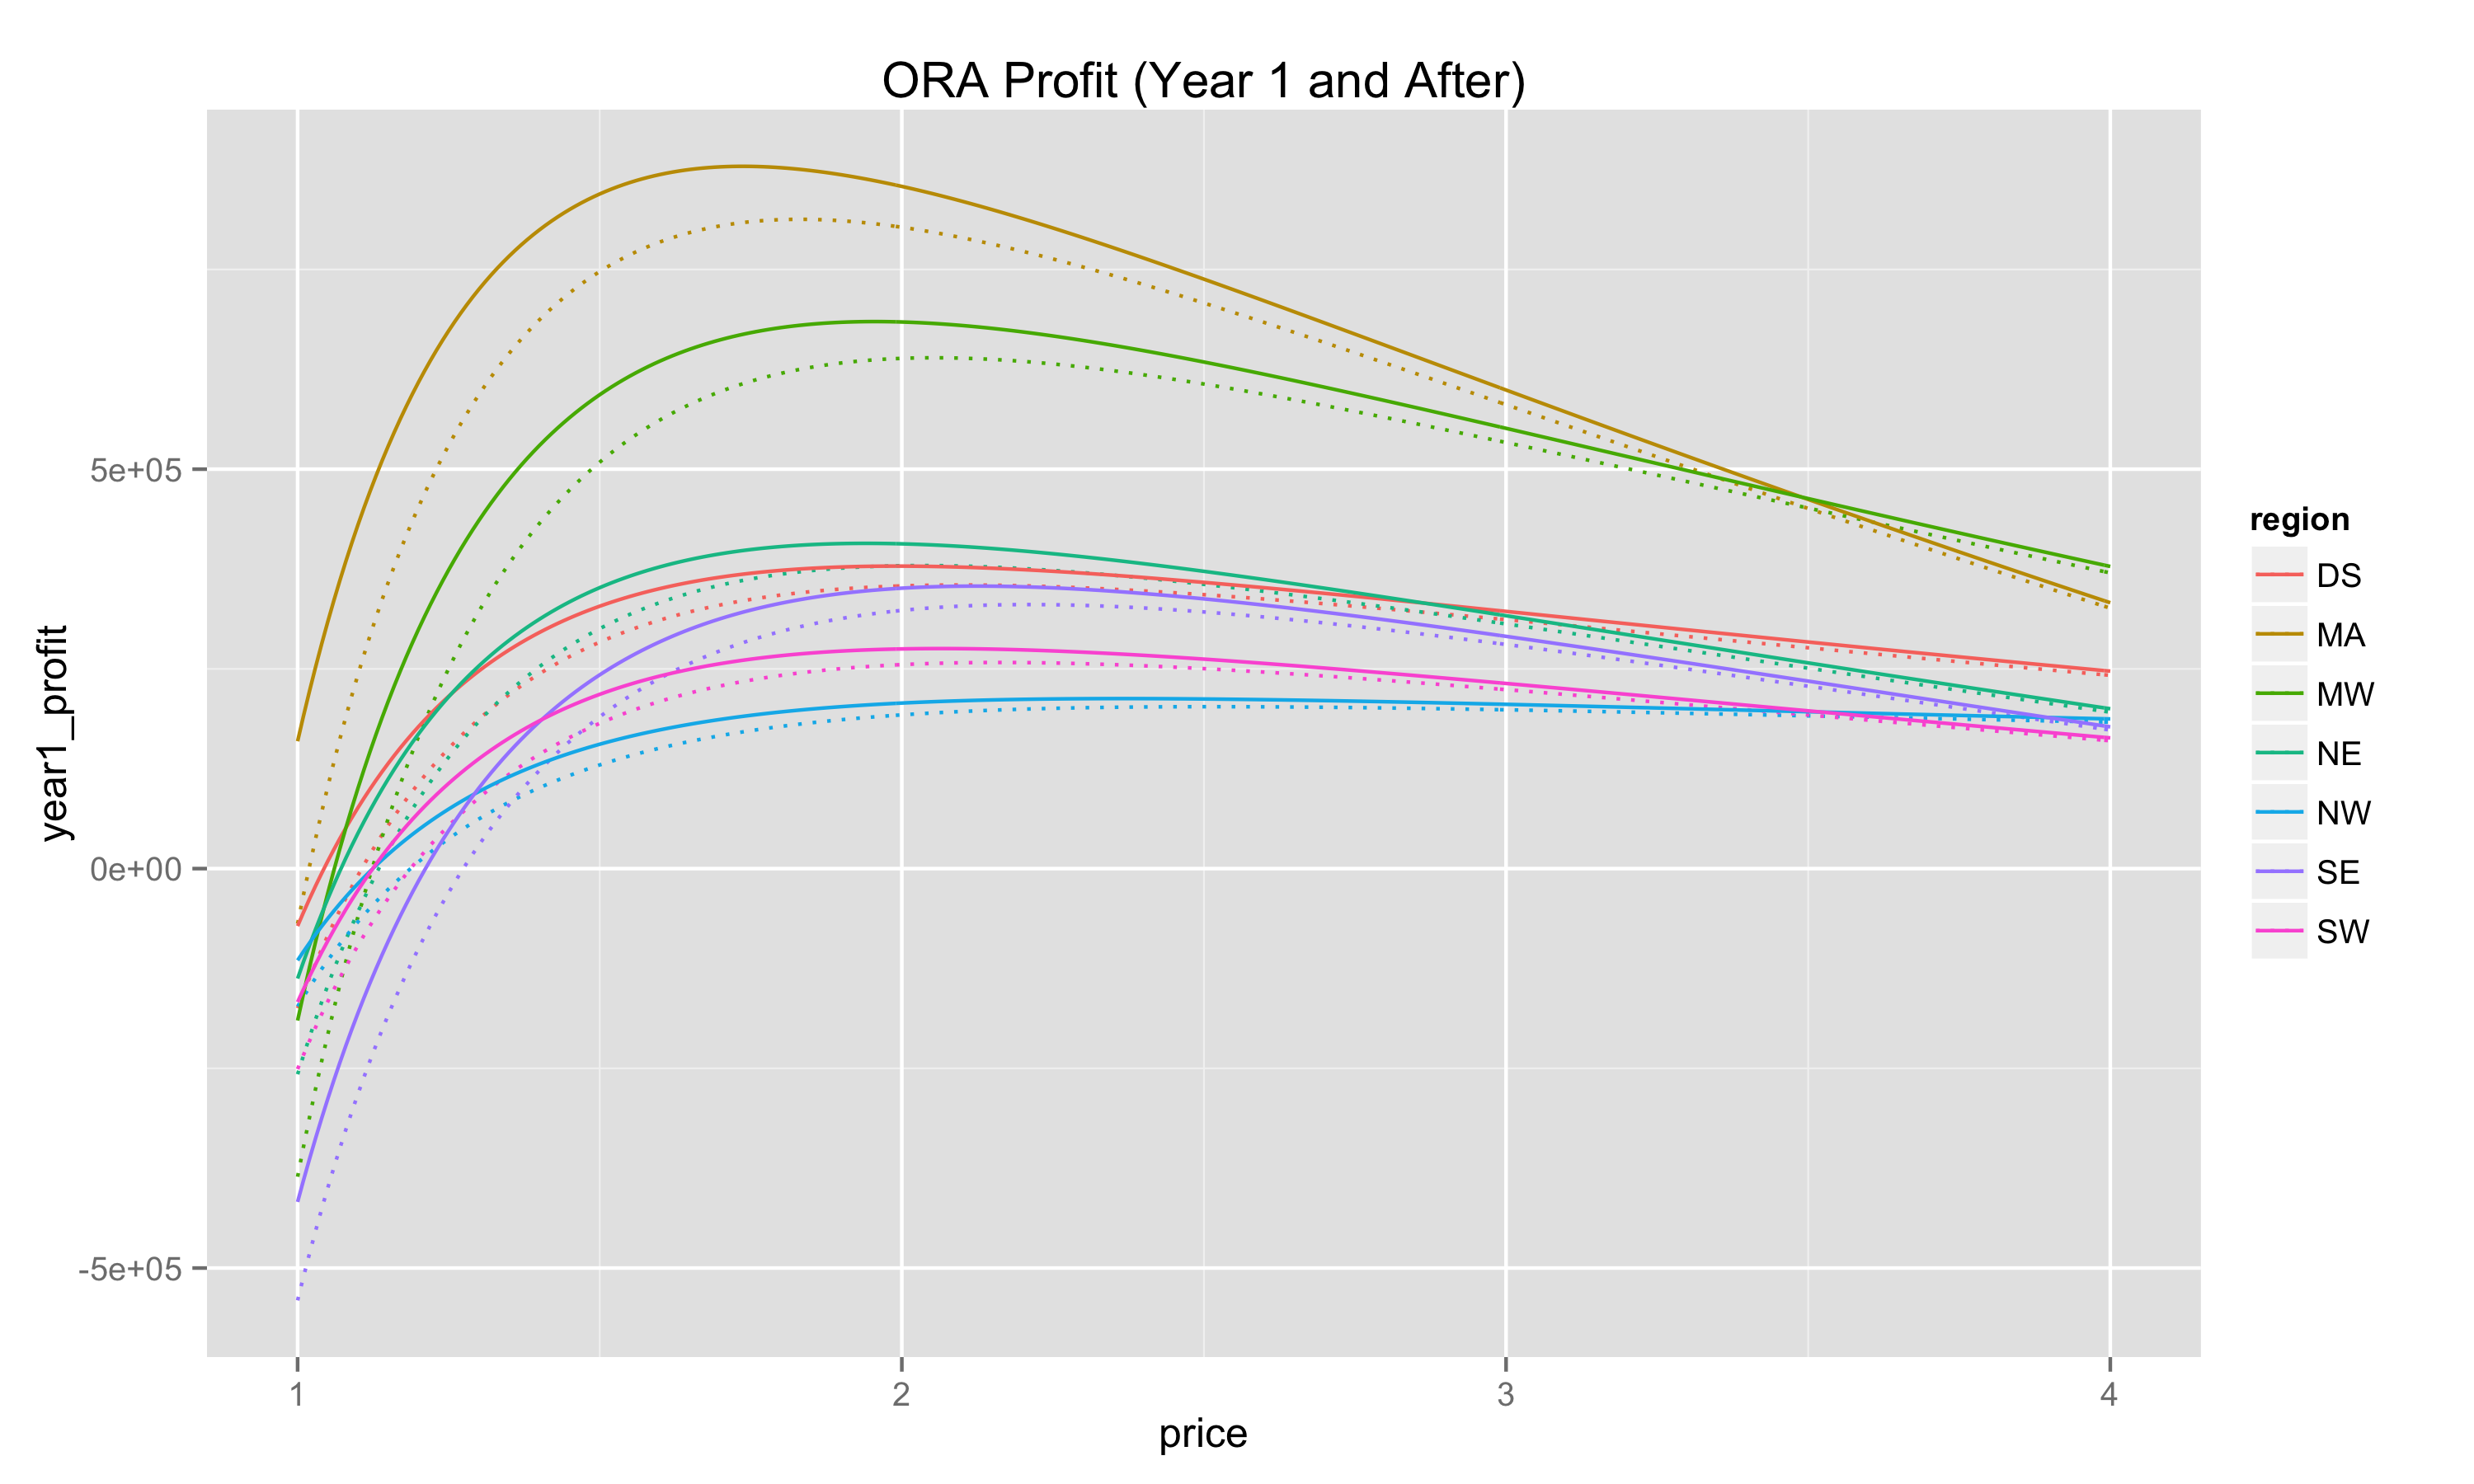 ORA Profit (Year 1 and After)
year1_profit
5e+05
0e+00
-5e+05
1
2
3
4
price
region
DS
MA
MW
NE
NW
SE
SW